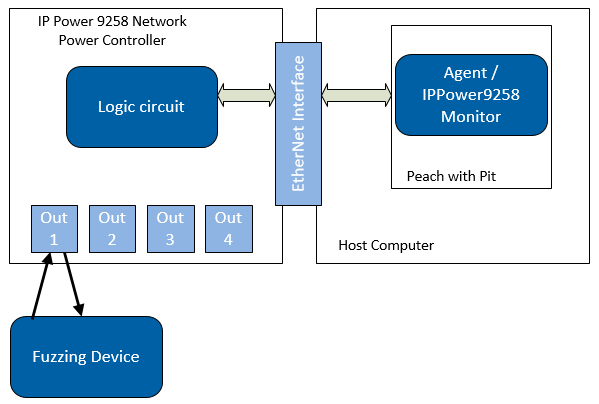 IP Power 9258 Network
Power Controller
Logic circuit
EtherNet Interface
Agent /
IPPower9258
Monitor
Peach with Pit
Host Computer
Out
1
Out
2
Out
3
Out
4
Fuzzing Device